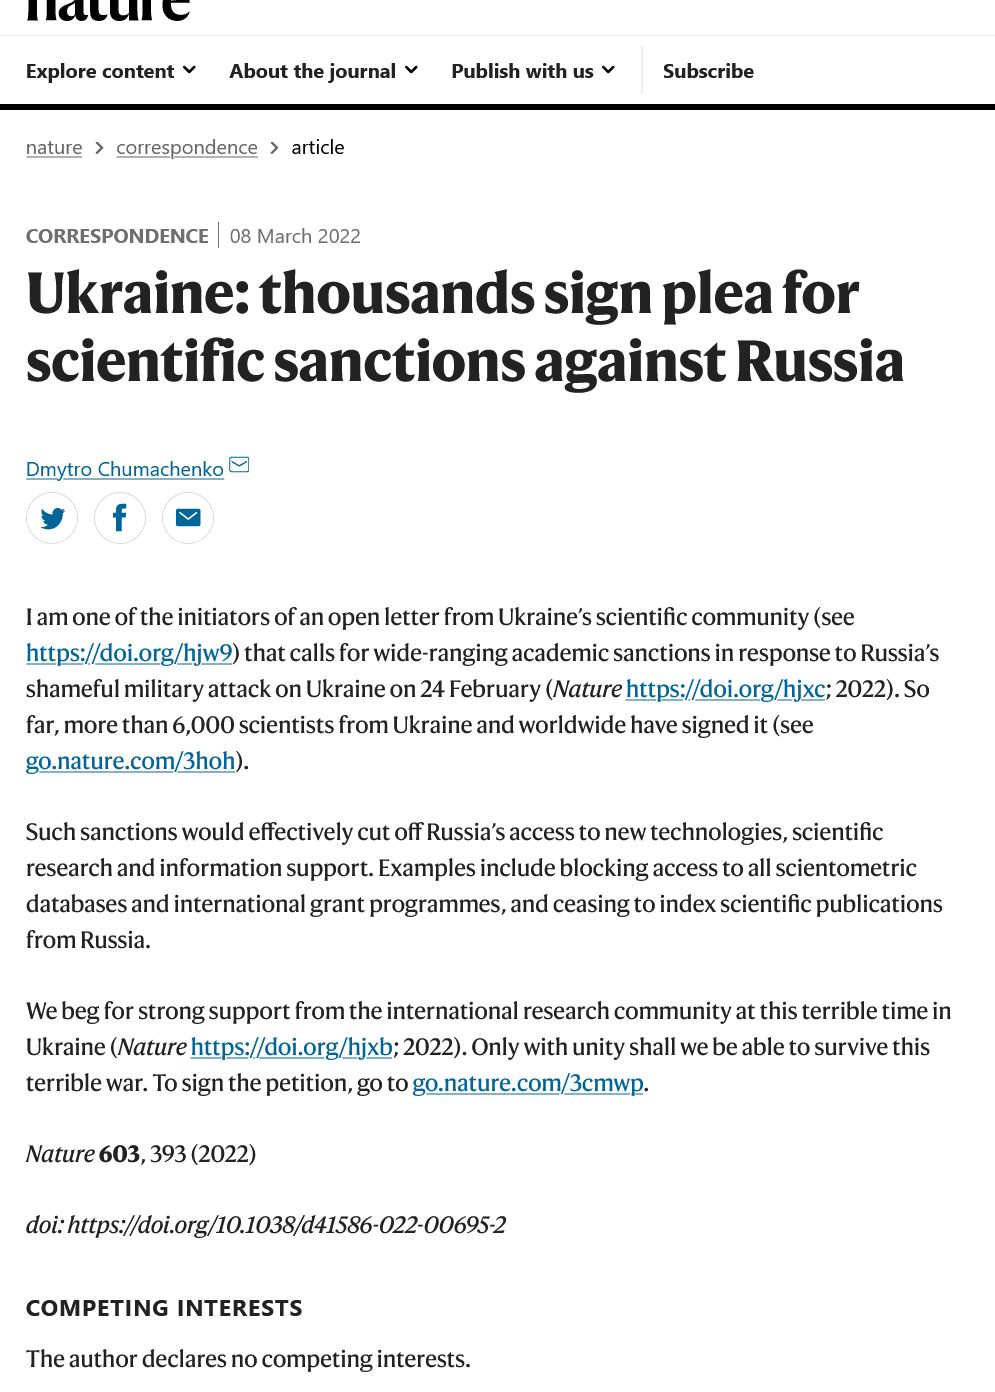 nature
Explore content About the journal Publish with us Subscribe
nature > correspondence > article
CORRESPONDENCE | 08 March 2022
Ukraine: thousands sign plea for
scientific sanctions against Russia
Dmytro Chumachenko
I am one of the initiators of an open letter from Ukraine’s scientific community (see
https://doi.org/hjw9) that calls for wide-ranging academic sanctions in response to Russia’s
shameful military attack on Ukraine on 24 February (Nature https://doi.org/hjxc; 2022). So
far, more than 6,000 scientists from Ukraine and worldwide have signed it (see
go.nature.com/3hoh).
Such sanctions would effectively cut off Russia’s access to new technologies, scientific
research and information support. Examples include blocking access to all scientometric
databases and international grant programmes, and ceasing to index scientific publications
from Russia.
We beg for strong support from the international research community at this terrible time in
Ukraine (Nature https://doi.org/hjxb; 2022). Only with unity shall we be able to survive this
terrible war. To sign the petition, go to go.nature.com/3cmwp.
Nature 603, 393 (2022)
doi: https://doi.org/10.1038/d41586-022-00695-2
COMPETING INTERESTS
The author declares no competing interests.